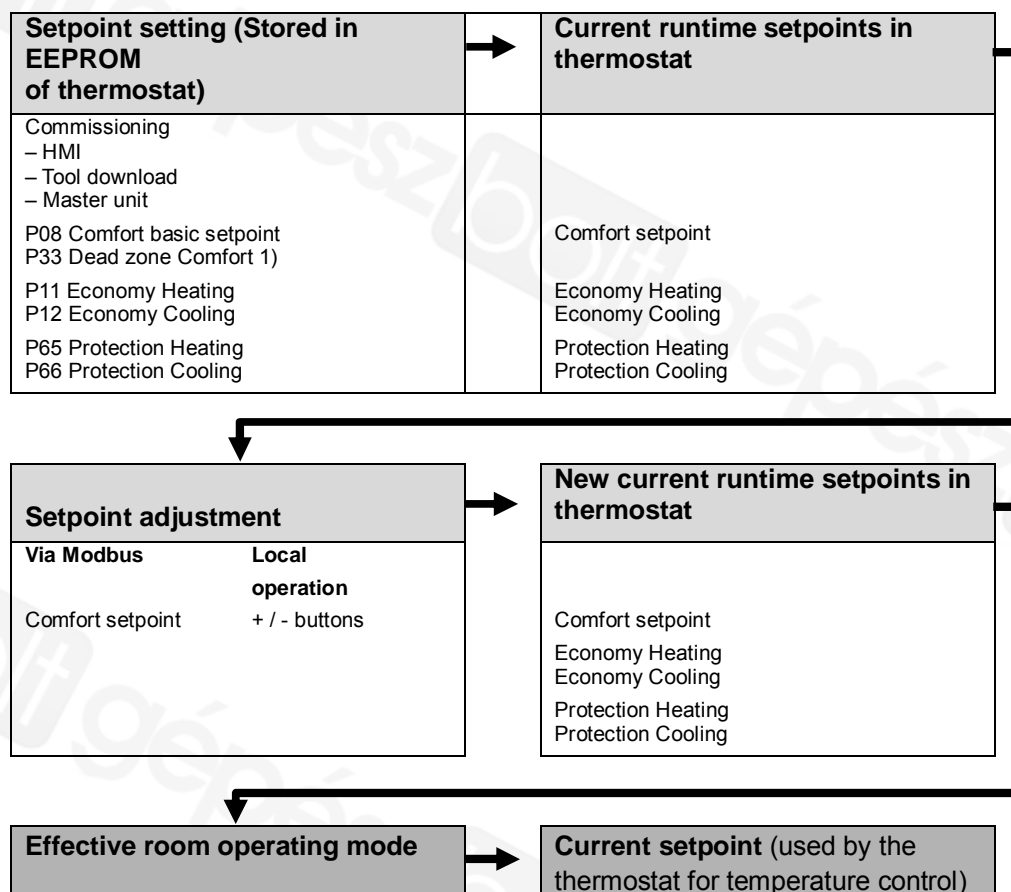 Setpoint setting (Stored in
EEPROM
of thermostat)
Current runtime setpoints in
thermostat
Commissioning
– HMI
– Tool download
– Master unit
P08 Comfort basic setpoint
P33 Dead zone Comfort 1)
Comfort setpoint
P11 Economy Heating
P12 Economy Cooling
Economy Heating
Economy Cooling
P65 Protection Heating
P66 Protection Cooling
Protection Heating
Protection Cooling
Setpoint adjustment
New current runtime setpoints in
thermostat
Via Modbus
Local
operation
Comfort setpoint
+ / - buttons
Comfort setpoint
Economy Heating
Economy Cooling
Protection Heating
Protection Cooling
Effective room operating mode
Current setpoint (used by the
thermostat for temperature control)
gépészbolt